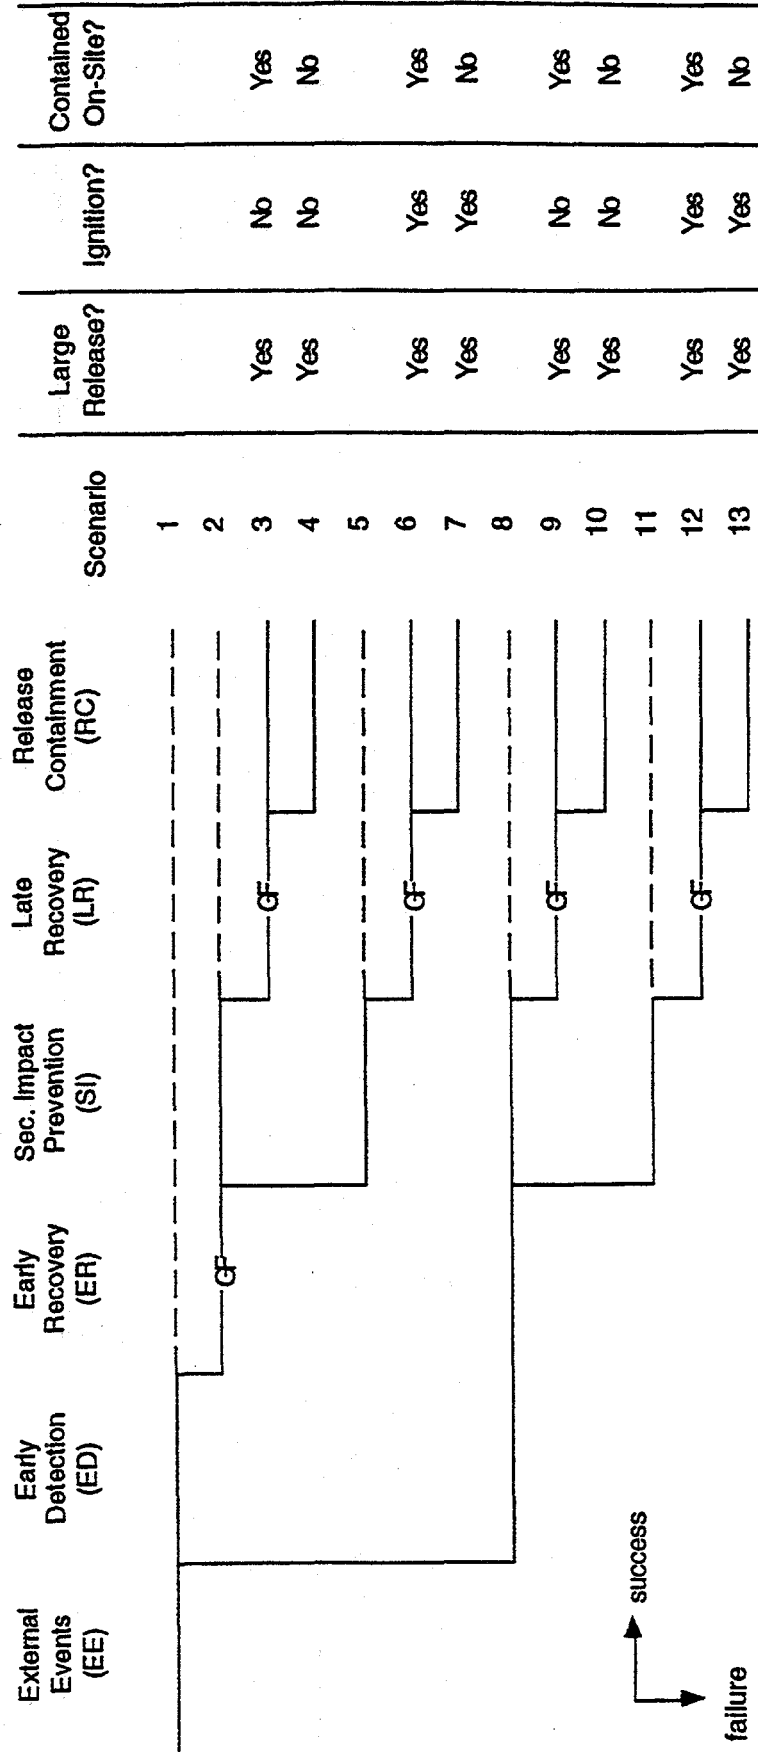 External
Events
(EE)
Early
Detection
(ED)
Early
Recovery
(ER)
Sec. Impact
Prevention
(SI)
Late
Recovery
(LR)
Release
Containment
(RC)
Scenario
Large
Release?
Ignition?
Contained
On-Site?
1
2
GF
3 Yes No Yes
GF
4 Yes No No
5
6 Yes Yes Yes
GF
7 Yes Yes No
8
9 Yes No Yes
GF
10 Yes No No
11
12 Yes Yes Yes
GF
13 Yes Yes No
success
failure